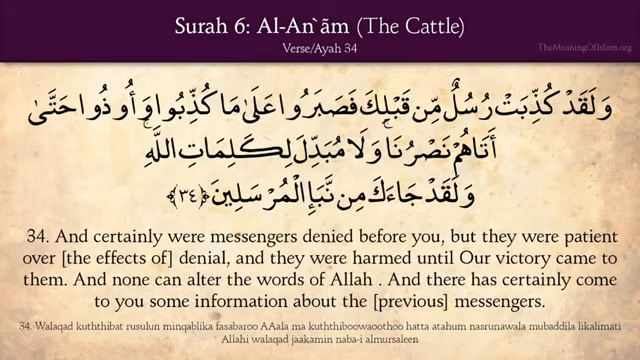 Surah 6: Al-An`ãm (The Cattle)
Verse/Ayah 34
TheMeaningOfIslam.org
وَلَقَدْ كُذِّبَتْ رُسُلٌ مِّن قَبْلِكَ فَصَبَرُوا عَلَىٰ مَا كُذِّبُوا وَأُوذُوا حَتَّىٰ
أَتَاهُمْ نَصْرُنَا ۚ وَلَا مُبَدِّلَ لِكَلِمَاتِ اللَّهِ ۚ
وَلَقَدْ جَاءَكَ مِن نَّبَإِ الْمُرْسَلِينَ ﴿٣٤﴾
34. And certainly were messengers denied before you, but they were patient
over [the effects of] denial, and they were harmed until Our victory came to
them. And none can alter the words of Allah . And there has certainly come
to you some information about the [previous] messengers.
34. Walaqad kuththibat rusulun minqablika fasabaroo AAala ma kuththiboowaoothoo hatta atahum nasrunawala mubaddila likalimati
Allahi walaqad jaakamin naba-i almursaleen